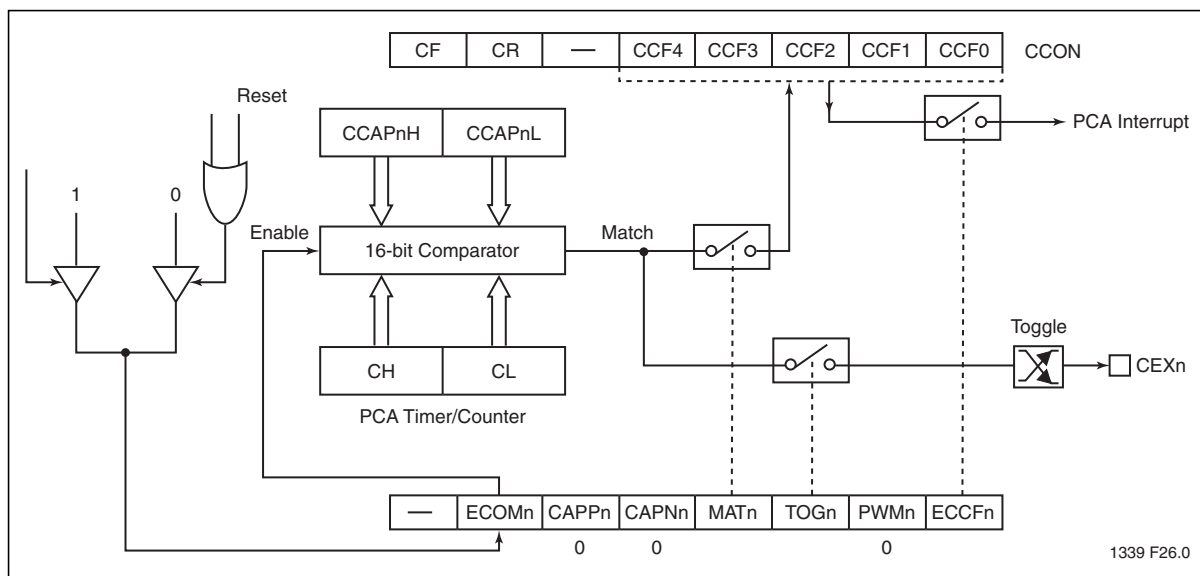 CF CR — CCF4 CCF3 CCF2 CCF1 CCF0 CCON
Reset
CCAPnH CCAPnL
PCA Interrupt
1 0
Enable
16-bit Comparator
Match
Toggle
CH CL
CEXn
PCA Timer/Counter
— ECOMn CAPPn CAPNn MATn TOGn PWMn ECCFn
0 0 0
1339 F26.0